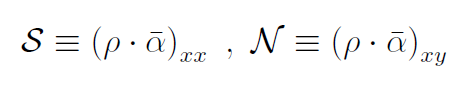 𝒮 ≡ (ρ · ᾱ)ₓₓ , 𝒩 ≡ (ρ · ᾱ)_{xy}